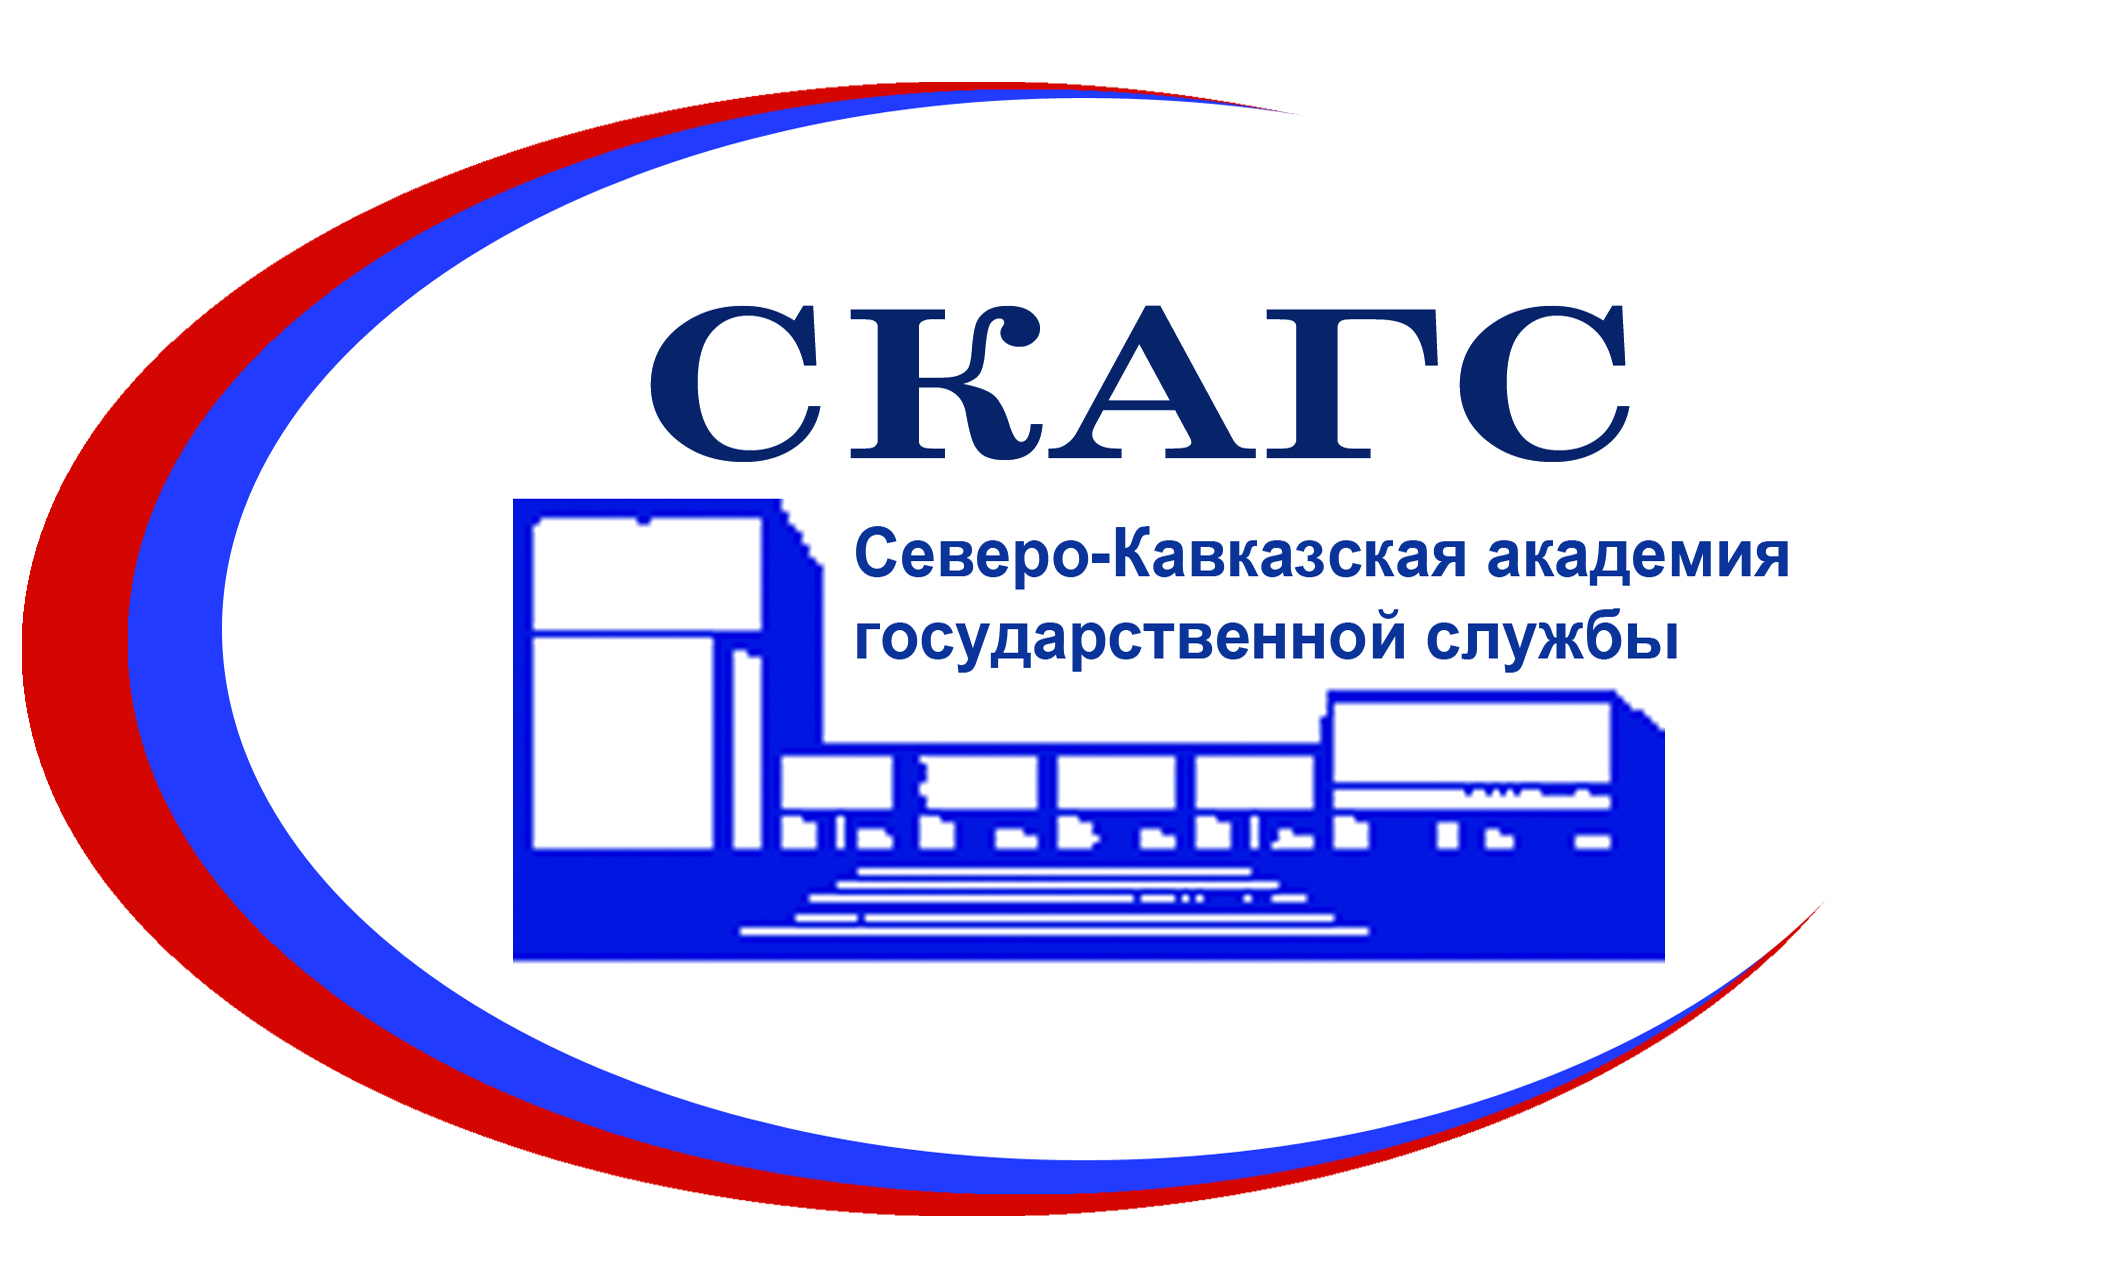 СКАГС
Северо-Кавказская академия
государственной службы